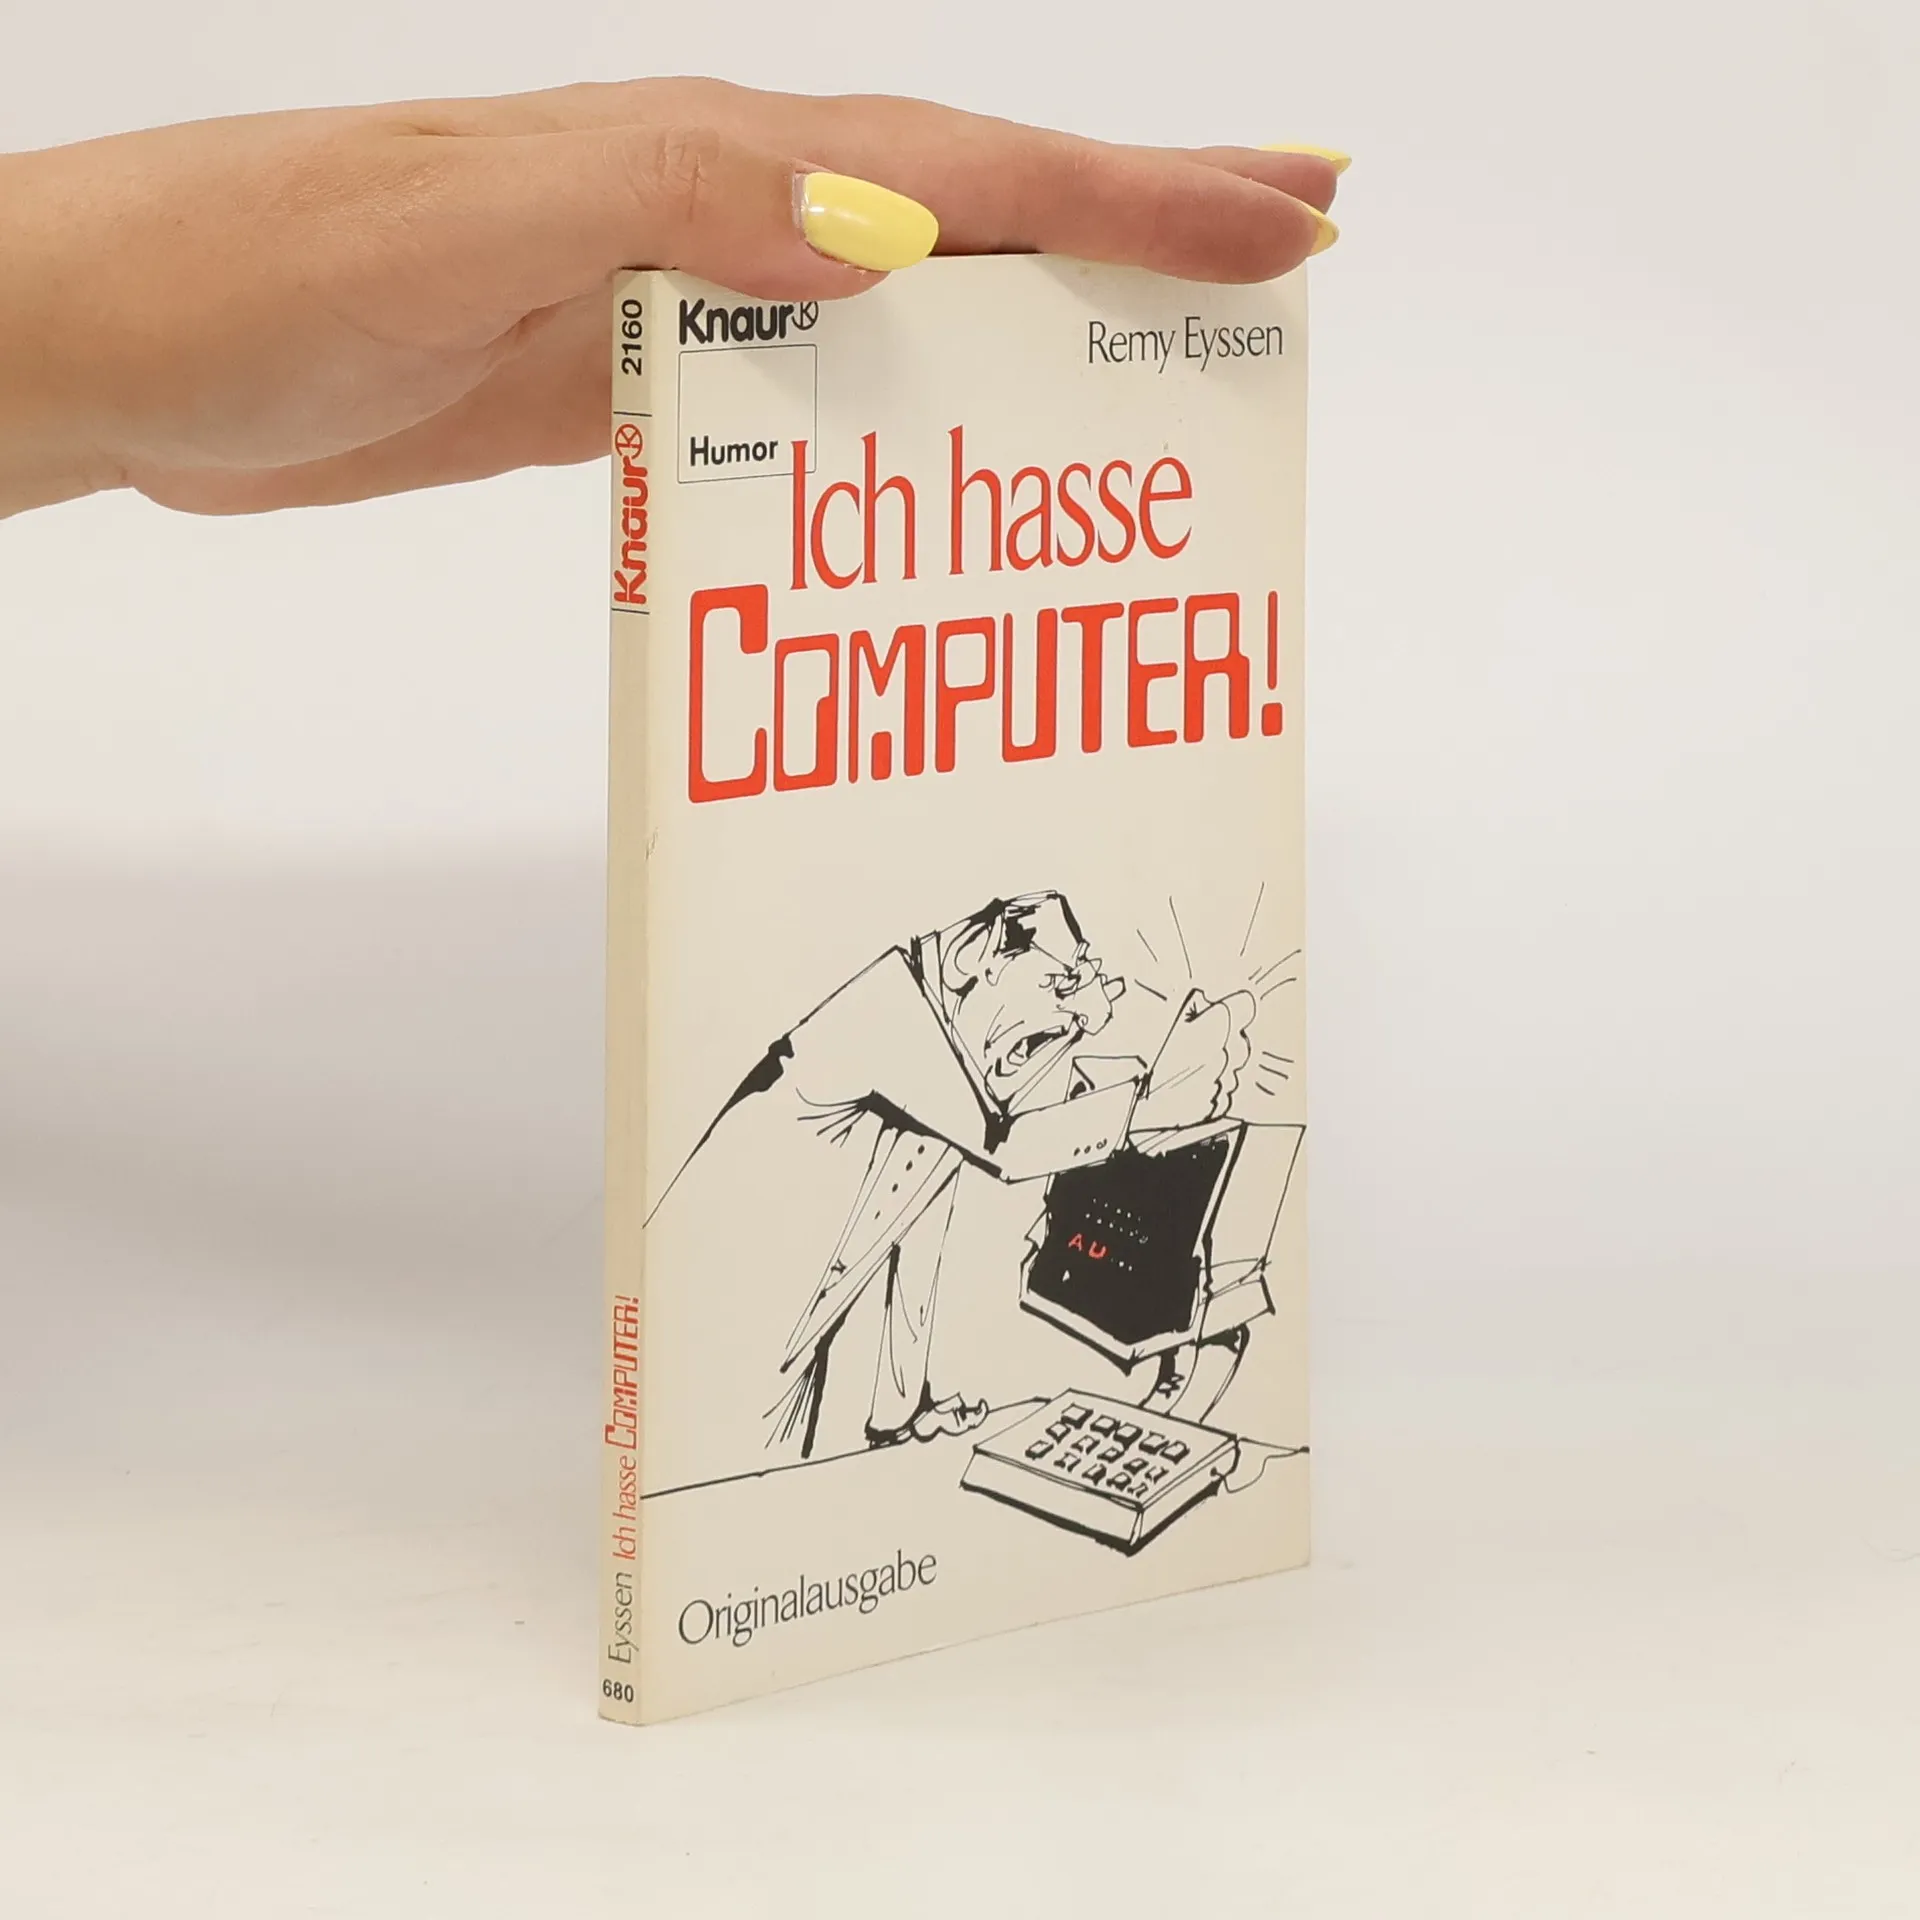 Knaur
Humor
Remy Eyssen
Ich hasse
COMPUTER!
AU
Originalausgabe
2160
Knaur
Eyssen Ich hasse COMPUTER!
680